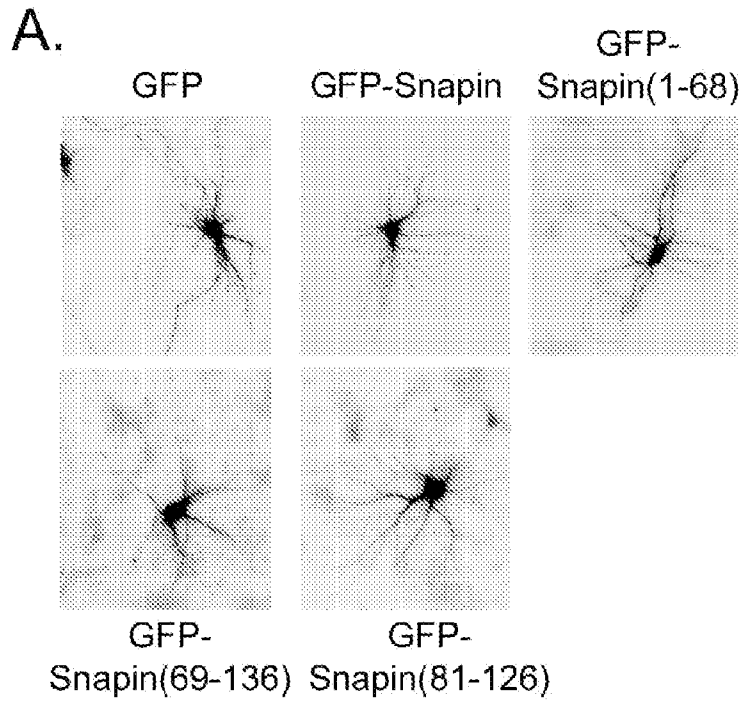 A.
GFP
GFP-Snapin
GFP-
Snapin(1-68)
GFP-
Snapin(69-136)
GFP-
Snapin(81-126)